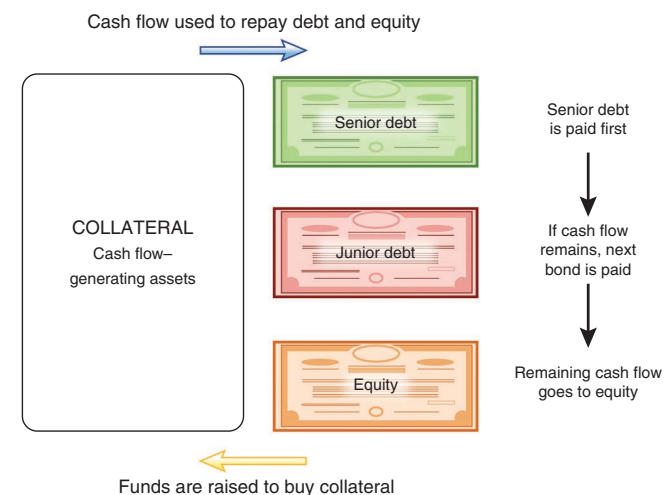 Cash flow used to repay debt and equity
Senior debt
Senior debt
is paid first
COLLATERAL
Cash flow–
generating assets
Junior debt
If cash flow
remains, next
bond is paid
Equity
Remaining cash flow
goes to equity
Funds are raised to buy collateral